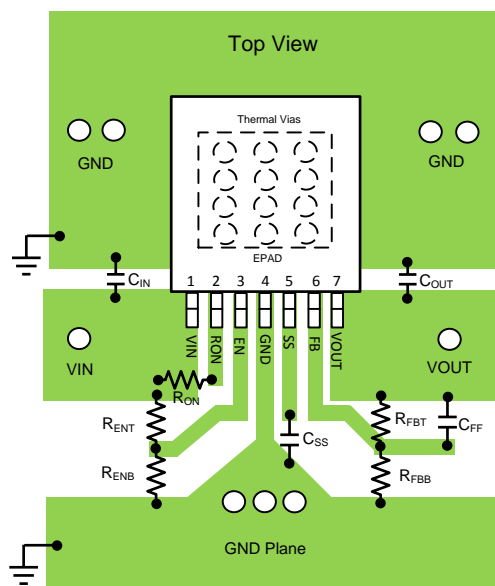 Top View
Thermal Vias
GND
GND
EPAD
1 2 3 4 5 6 7
CIN
COUT
VIN
RON
EN
GND
SS
FB
VOUT
VIN
VOUT
RON
RENT
RFBT
CFF
CSS
RENB
RFBB
GND Plane